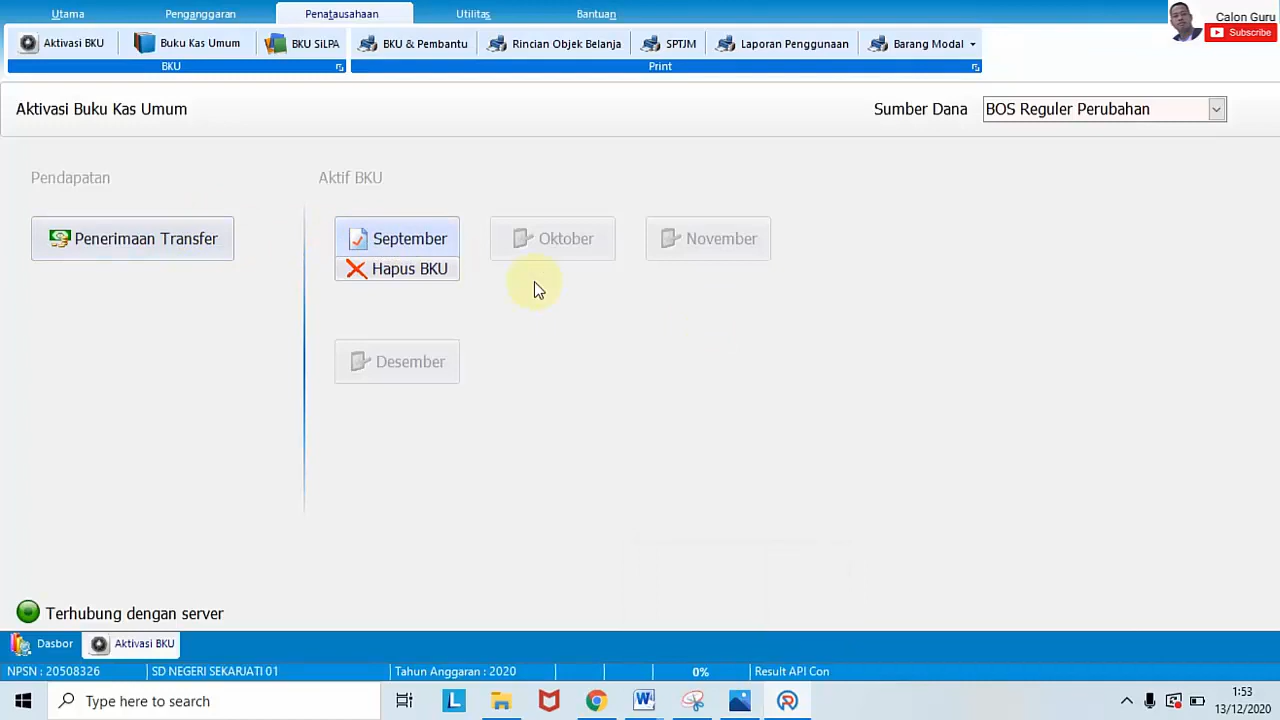 Utama Penganggaran Penatausahaan Utilitas Bantuan
Calon Guru
Subscribe
Aktivasi BKU Buku Kas Umum BKU SiLPA BKU & Pembantu Rincian Objek Belanja SPTJM Laporan Penggunaan Barang Modal
BKU Print
Aktivasi Buku Kas Umum Sumber Dana BOS Reguler Perubahan
Pendapatan Aktif BKU
Penerimaan Transfer September Oktober November
Hapus BKU
Desember
Terhubung dengan server
Dasbor Aktivasi BKU
NPSN : 20508326 SD NEGERI SEKARJATI 01 Tahun Anggaran : 2020 0% Result API Con
Type here to search
1:53
13/12/2020